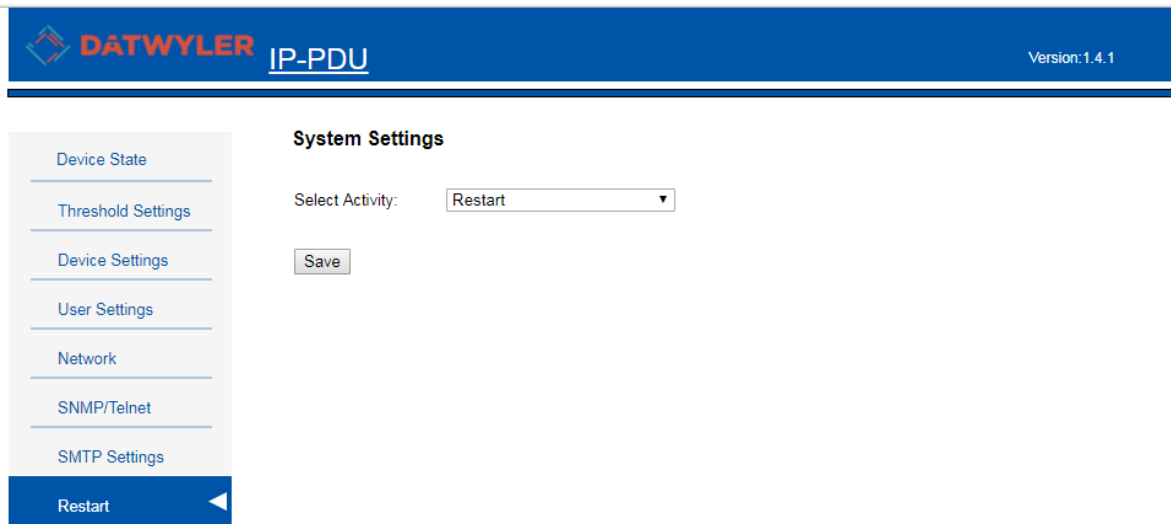 DATWYLER IP-PDU
Version:1.4.1
System Settings
Device State
Threshold Settings
Select Activity: Restart
Device Settings
Save
User Settings
Network
SNMP/Telnet
SMTP Settings
Restart